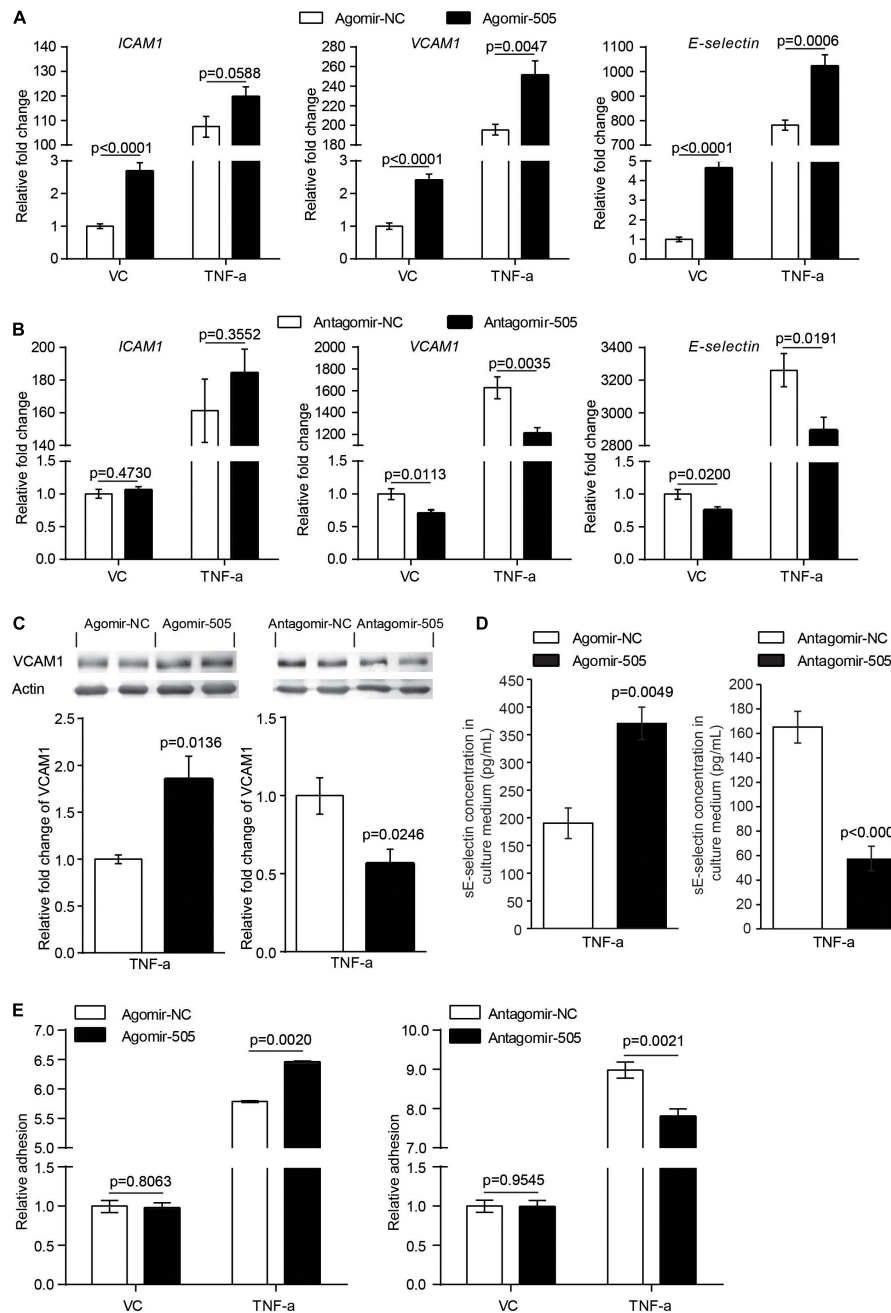 A
Agomir-NC Agomir-505
ICAM1
VCAM1
E-selectin
Relative fold change
140
130
120
110
100
3
2
1
0
p<0.0001
p=0.0588
VC TNF-a
Relative fold change
280
260
240
220
200
180
3
2
1
0
p<0.0001
p=0.0047
VC TNF-a
Relative fold change
1100
1000
900
800
700
5
4
3
2
1
0
p<0.0001
p=0.0006
VC TNF-a
B
Antagomir-NC Antagomir-505
ICAM1
VCAM1
E-selectin
Relative fold change
200
180
160
140
1.5
1.0
0.5
0.0
p=0.4730
p=0.3552
VC TNF-a
Relative fold change
2000
1800
1600
1400
1200
1.5
1.0
0.5
0.0
p=0.0113
p=0.0035
VC TNF-a
Relative fold change
3400
3200
3000
2800
1.5
1.0
0.5
0.0
p=0.0200
p=0.0191
VC TNF-a
C
Agomir-NC Agomir-505
Antagomir-NC Antagomir-505
VCAM1
Actin
Relative fold change of VCAM1
2.5
2.0
1.5
1.0
0.5
0.0
p=0.0136
TNF-a
Relative fold change of VCAM1
1.5
1.0
0.5
0.0
p=0.0246
TNF-a
D
Agomir-NC
Agomir-505
sE-selectin concentration in
culture medium (pg/mL)
450
400
350
300
250
200
150
100
50
0
p=0.0049
TNF-a
Antagomir-NC
Antagomir-505
sE-selectin concentration in
culture medium (pg/mL)
180
160
140
120
100
80
60
40
20
0
p<0.000
TNF-a
E
Agomir-NC
Agomir-505
Relative adhesion
7.0
6.5
6.0
5.5
5.0
1.5
1.0
0.5
0.0
p=0.8063
p=0.0020
VC TNF-a
Antagomir-NC
Antagomir-505
Relative adhesion
10.0
9.0
8.0
7.0
1.5
1.0
0.5
0.0
p=0.9545
p=0.0021
VC TNF-a